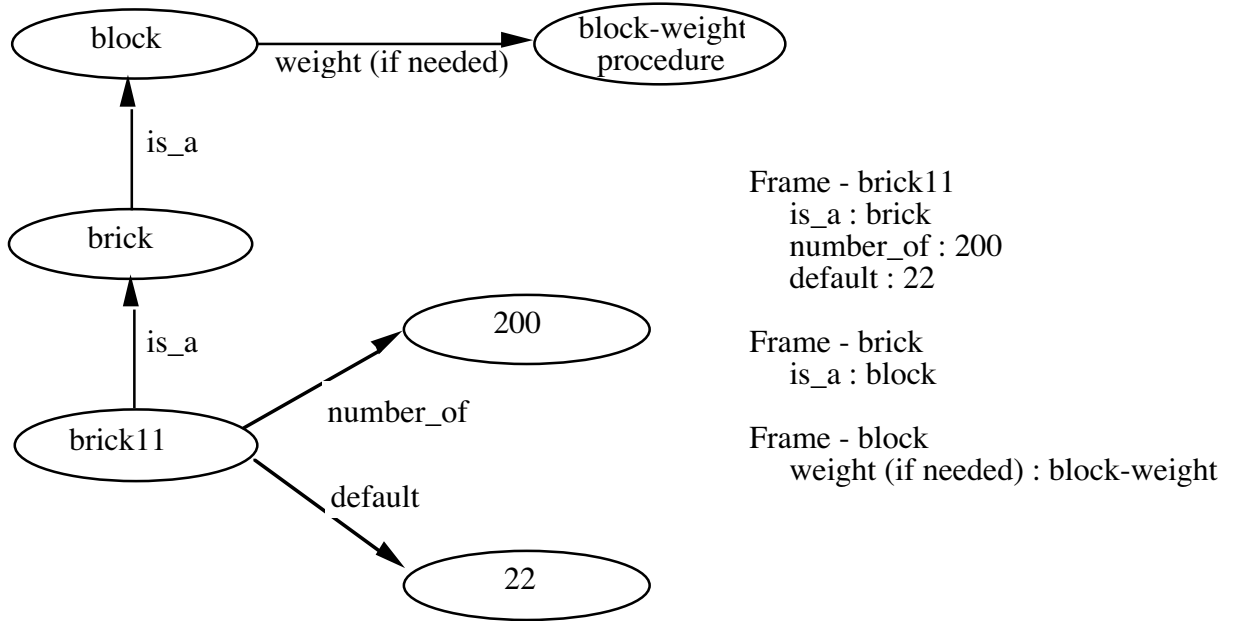 block
weight (if needed)
block-weight
procedure
is_a
brick
is_a
brick11
number_of
200
default
22
Frame - brick11
is_a : brick
number_of : 200
default : 22
Frame - brick
is_a : block
Frame - block
weight (if needed) : block-weight